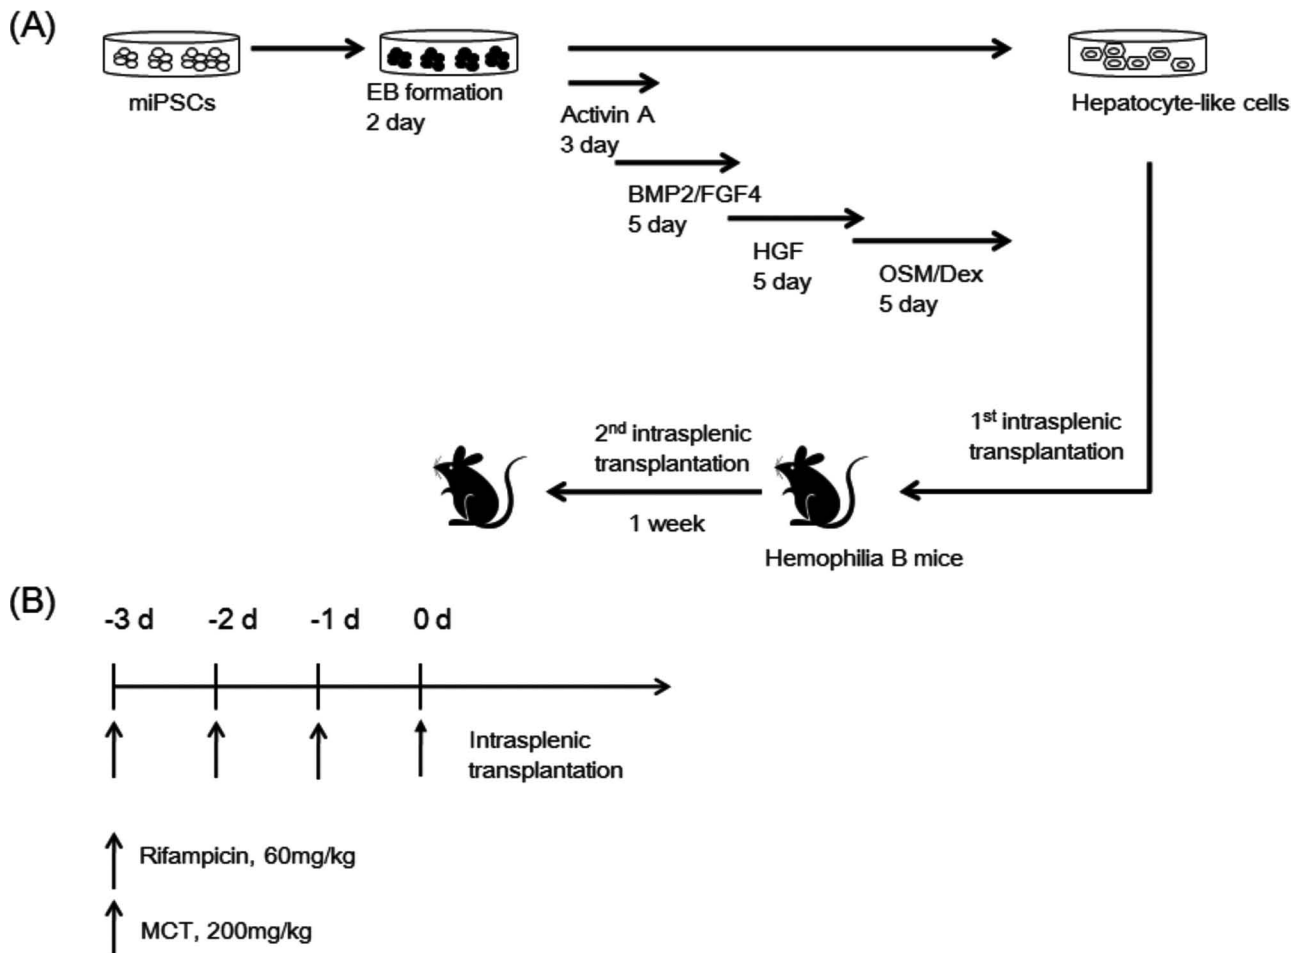 (A)
miPSCs
EB formation
2 day
Activin A
3 day
BMP2/FGF4
5 day
HGF
5 day
OSM/Dex
5 day
Hepatocyte-like cells
1st intrasplenic
transplantation
2nd intrasplenic
transplantation
1 week
Hemophilia B mice
(B)
-3 d -2 d -1 d 0 d
Intrasplenic
transplantation
Rifampicin, 60mg/kg
MCT, 200mg/kg